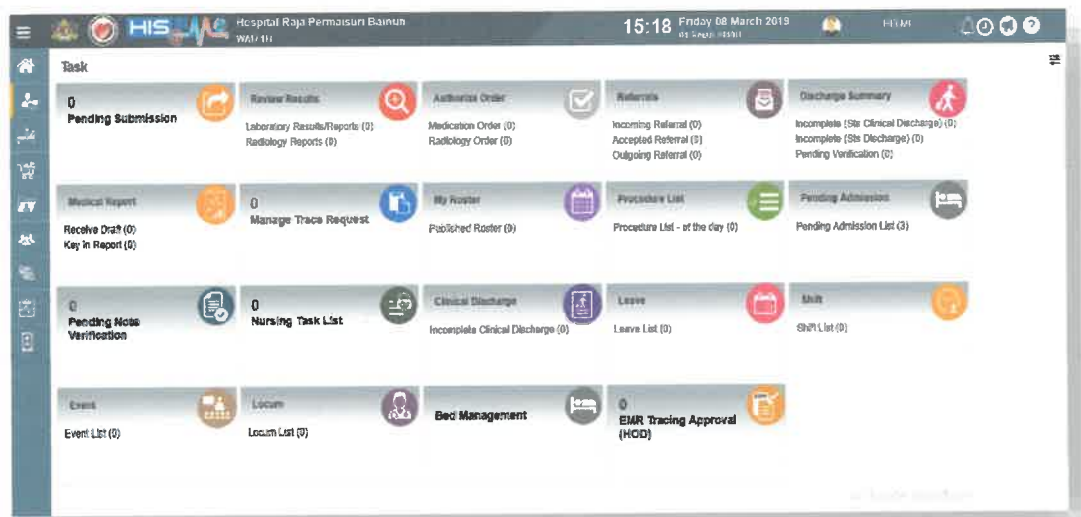 HIS
Hospital Raja Permaisuri Bainun
15:18 Friday 08 March 2019
Task
0
Pending Submission
Review Results
Laboratory Results/Reports (0)
Radiology Reports (0)
Authorize Order
Medication Order (0)
Radiology Order (0)
Referrals
Incoming Referral (0)
Accepted Referral (0)
Outgoing Referral (0)
Discharge Summary
Incomplete (Sts Clinical Discharge) (0)
Incomplete (Sts Discharge) (0)
Pending Verification (0)
Medical Report
Receive Draft (0)
Key in Report (0)
0
Manage Trace Request
My Roster
Published Roster (0)
Procedure List
Procedure List - of the day (0)
Pending Admission
Pending Admission List (3)
0
Pending Note
Verification
0
Nursing Task List
Clinical Discharge
Incomplete Clinical Discharge (0)
Leave
Leave List (0)
Shift
Shift List (0)
Event
Event List (0)
Locum
Locum List (0)
Bed Management
0
EMR Tracing Approval
(HOD)